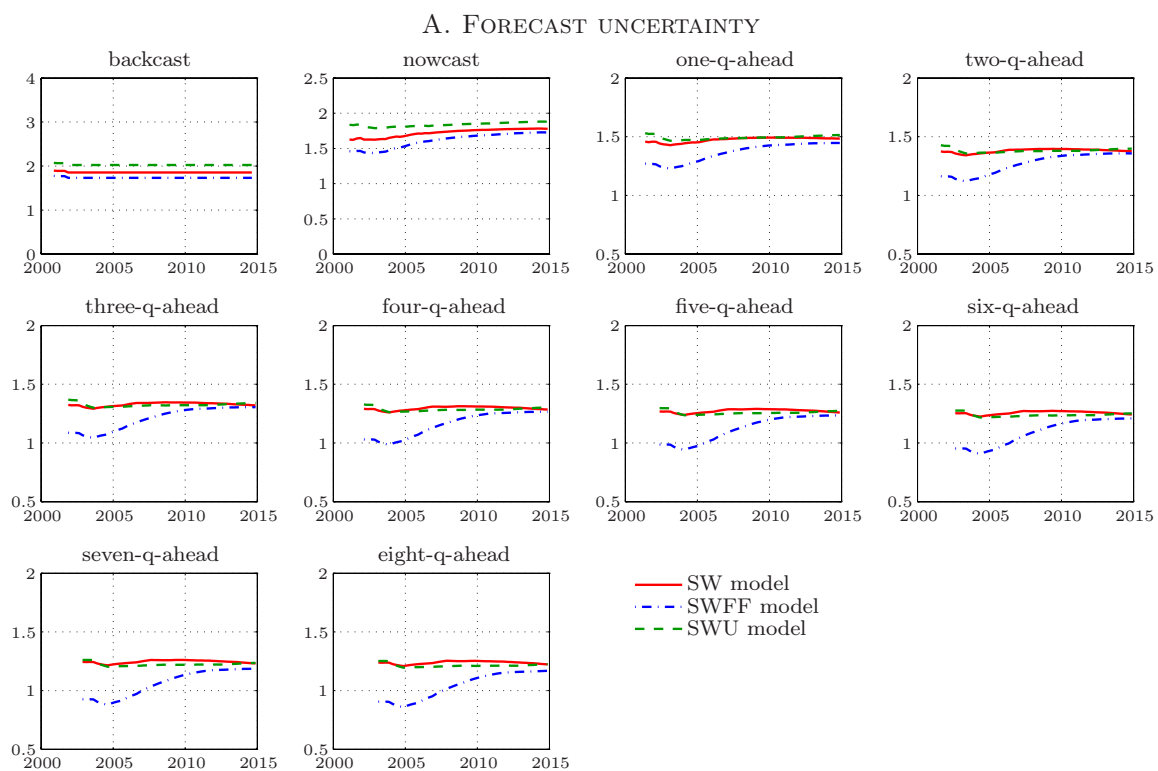 A. FORECAST UNCERTAINTY
backcast nowcast one-q-ahead two-q-ahead
4 2.5 2 2
3 2 1.5 1.5
2 1.5 1 1
1 1 0.5 0.5
0 0.5
0
2000 2005 2010 2015 2000 2005 2010 2015 2000 2005 2010 2015 2000 2005 2010 2015
three-q-ahead four-q-ahead five-q-ahead six-q-ahead
2 2 2 2
1.5 1.5 1.5 1.5
1 1 1 1
0.5 0.5 0.5 0.5
2000 2005 2010 2015 2000 2005 2010 2015 2000 2005 2010 2015 2000 2005 2010 2015
seven-q-ahead eight-q-ahead
2 2
1.5 1.5
1 1
0.5 0.5
2000 2005 2010 2015 2000 2005 2010 2015
SW model
SWFF model
SWU model